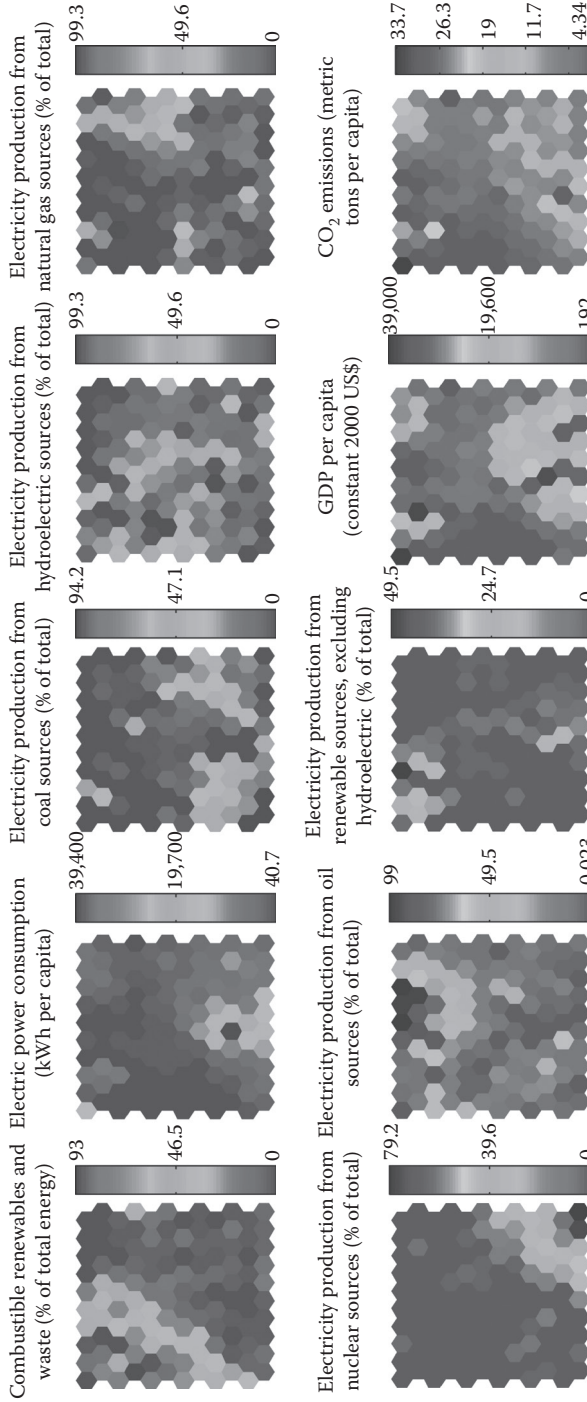 Combustible renewables and
waste (% of total energy)
93
46.5
0
Electric power consumption
(kWh per capita)
39,400
19,700
40.7
Electricity production from
coal sources (% of total)
94.2
47.1
0
Electricity production from
hydroelectric sources (% of total)
99.3
49.6
0
Electricity production from
natural gas sources (% of total)
99.3
49.6
0
Electricity production from
nuclear sources (% of total)
79.2
39.6
0
Electricity production from oil
sources (% of total)
99
49.5
0.023
Electricity production from
renewable sources, excluding
hydroelectric (% of total)
49.5
24.7
0
GDP per capita
(constant 2000 US$)
39,000
19,600
192
CO₂ emissions (metric
tons per capita)
33.7
26.3
19
11.7
4.34